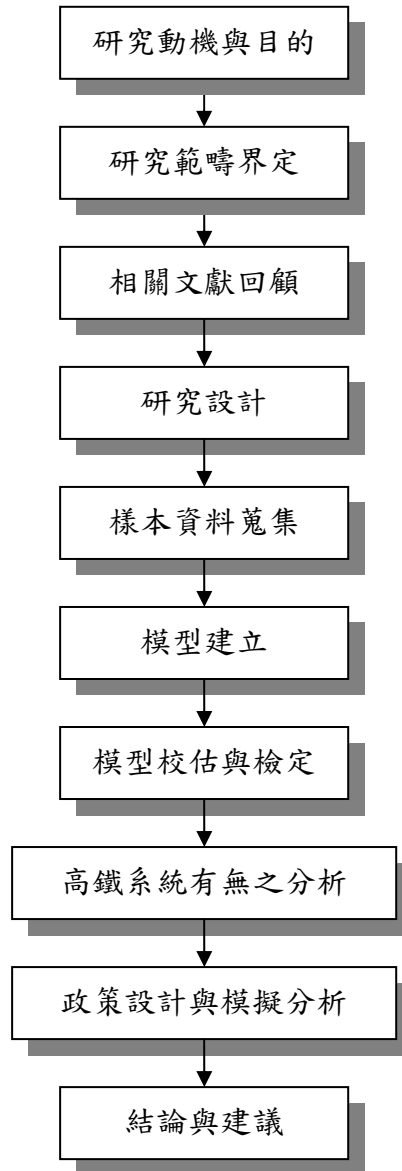 研究動機與目的
研究範疇界定
相關文獻回顧
研究設計
樣本資料蒐集
模型建立
模型校估與檢定
高鐵系統有無之分析
政策設計與模擬分析
結論與建議